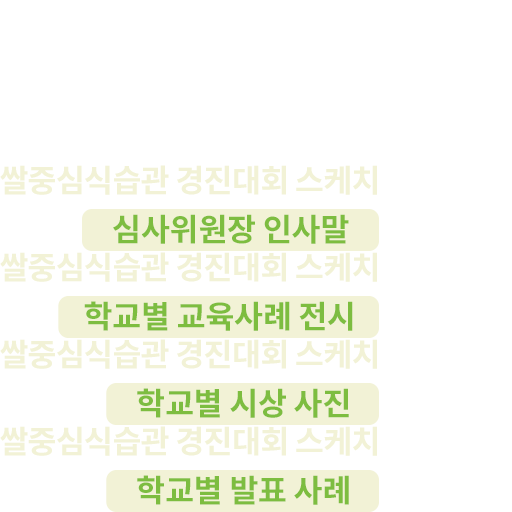 쌀중심식습관 경진대회 스케치
심사위원장 인사말
쌀중심식습관 경진대회 스케치
학교별 교육사례 전시
쌀중심식습관 경진대회 스케치
학교별 시상 사진
쌀중심식습관 경진대회 스케치
학교별 발표 사례